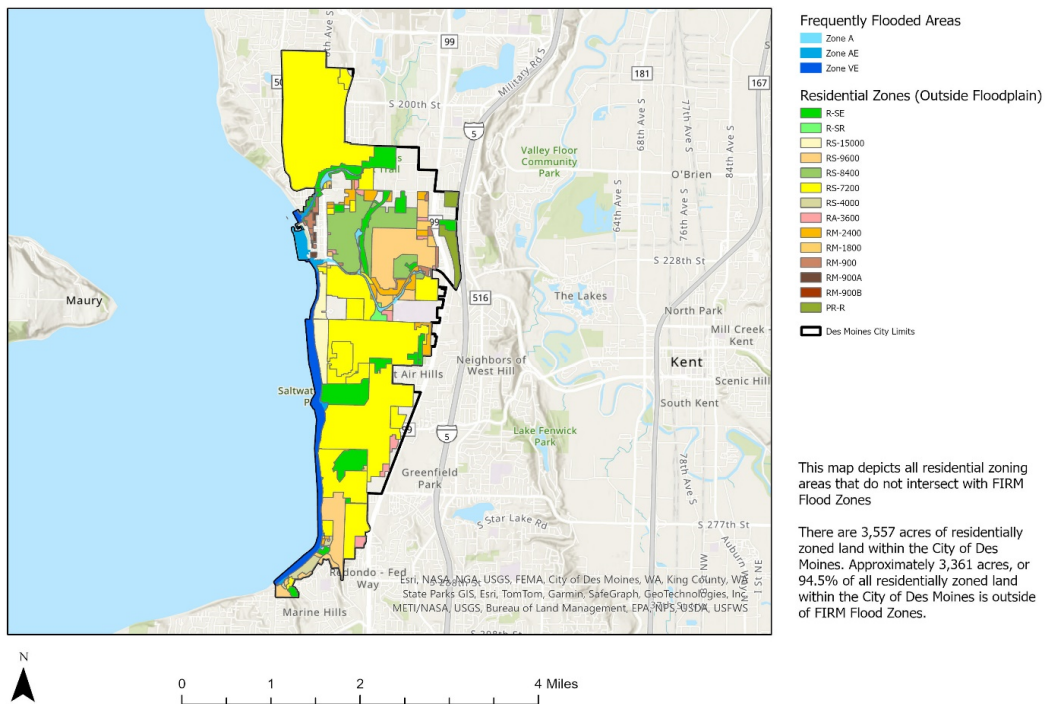 99
181
167
50
S 200th St
Military Rd S
5
Valley Floor
Community
Park
64th Ave S
68th Ave S
76th Ave S
77th Ave S
84th Ave S
O'Brien
Trail
99
S 228th St
516
The Lakes
Maury
North Park
Mill Creek -
Kent
Neighbors of
West Hill
Kent
t Air Hills
Scenic Hill
Saltwat
P
South Kent
99
5
Lake Fenwick
Park
78th Ave S
Greenfield
Park
S Star Lake Rd
S 277th St
Redondo - Fed
Way
Marine Hills
Esri, NASA, NGA, USGS, FEMA, City of Des Moines, WA, King County, WA
State Parks GIS, Esri, TomTom, Garmin, SafeGraph, GeoTechnologies, Inc,
METI/NASA, USGS, Bureau of Land Management, EPA, NPS, USDA, USFWS
Frequently Flooded Areas
Zone A
Zone AE
Zone VE
Residential Zones (Outside Floodplain)
R-SE
R-SR
RS-15000
RS-9600
RS-8400
RS-7200
RS-4000
RA-3600
RM-2400
RM-1800
RM-900
RM-900A
RM-900B
PR-R
Des Moines City Limits
This map depicts all residential zoning
areas that do not intersect with FIRM
Flood Zones
There are 3,557 acres of residentially
zoned land within the City of Des
Moines. Approximately 3,361 acres, or
94.5% of all residentially zoned land
within the City of Des Moines is outside
of FIRM Flood Zones.
N
0 1 2 4 Miles